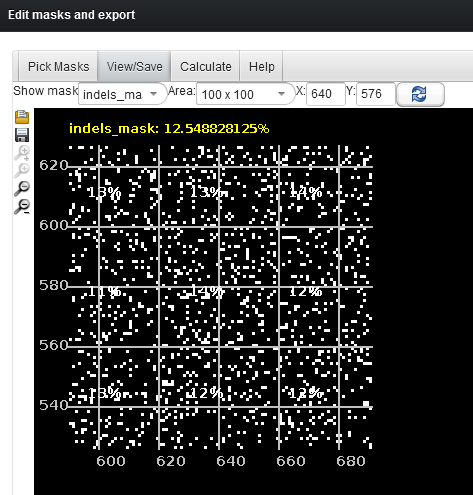 Edit masks and export
Pick Masks View/Save Calculate Help
Show mask indels_ma Area: 100 x 100 X: 640 Y: 576
indels_mask: 12.548828125%
620
13% 13% 14%
600
580
11% 14% 12%
560
13% 12% 12%
540
600 620 640 660 680